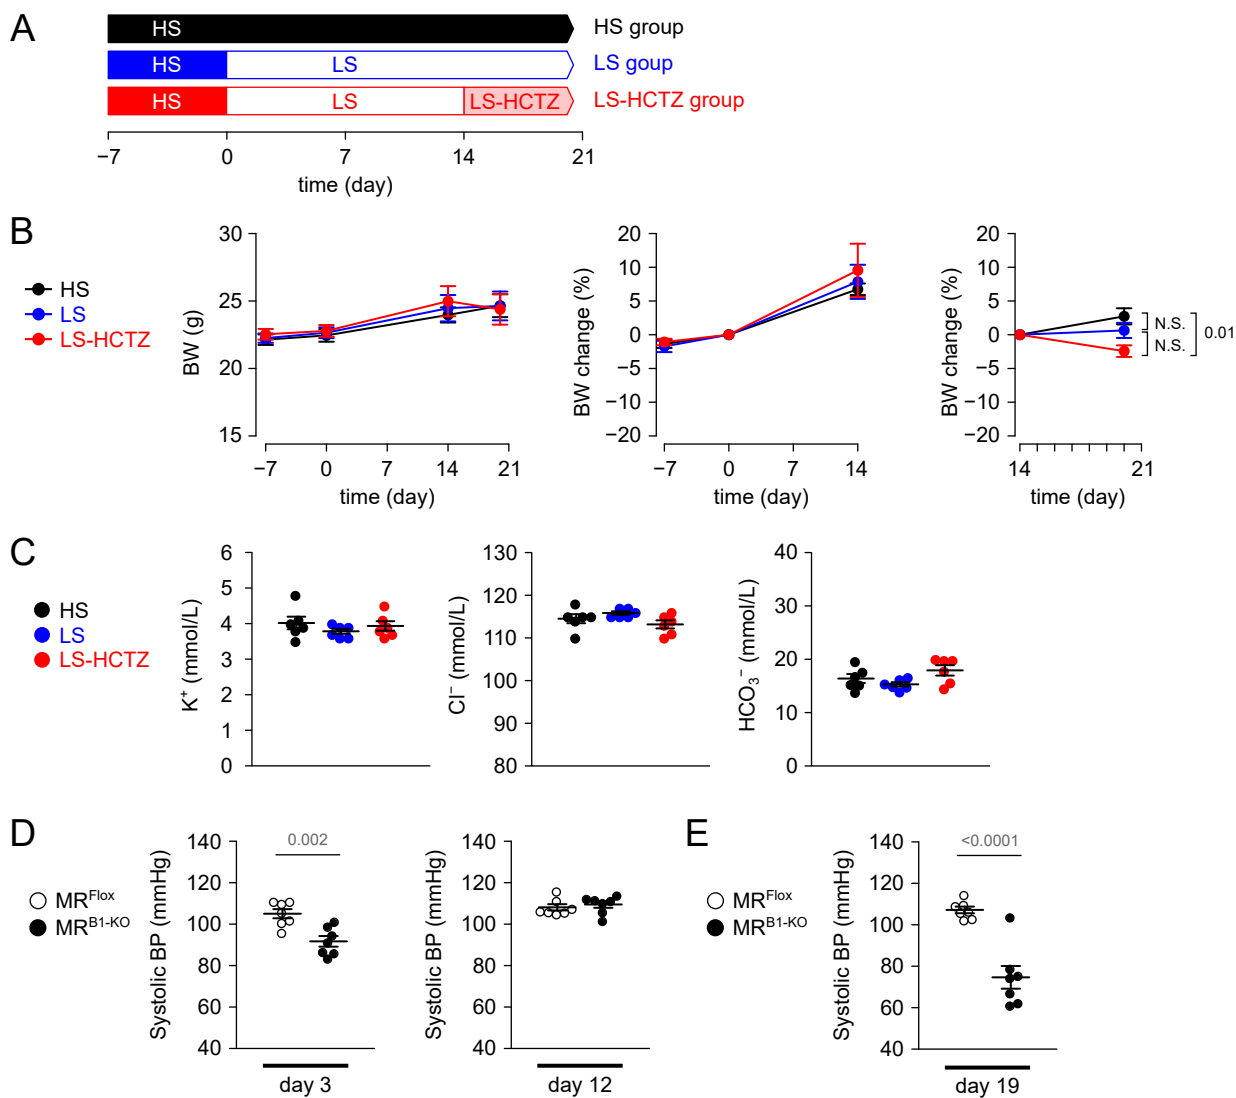 A
HS
HS group
HS
LS
LS goup
HS
LS
LS-HCTZ
LS-HCTZ group
−7
0
7
14
21
time (day)
B
HS
LS
LS-HCTZ
BW (g)
30
25
20
15
−7
0
7
14
21
time (day)
BW change (%)
20
10
5
0
−5
−10
−20
−7
0
7
14
time (day)
BW change (%)
20
10
5
0
−5
−10
−20
N.S.
N.S.
0.01
14
21
time (day)
C
HS
LS
LS-HCTZ
K⁺ (mmol/L)
6
5
4
3
2
1
0
Cl⁻ (mmol/L)
130
120
110
100
90
80
HCO₃⁻ (mmol/L)
40
30
20
10
0
D
MR^Flox
MR^B1-KO
Systolic BP (mmHg)
140
120
100
80
60
40
0.002
day 3
Systolic BP (mmHg)
140
120
100
80
60
40
day 12
E
MR^Flox
MR^B1-KO
Systolic BP (mmHg)
140
120
100
80
60
40
<0.0001
day 19